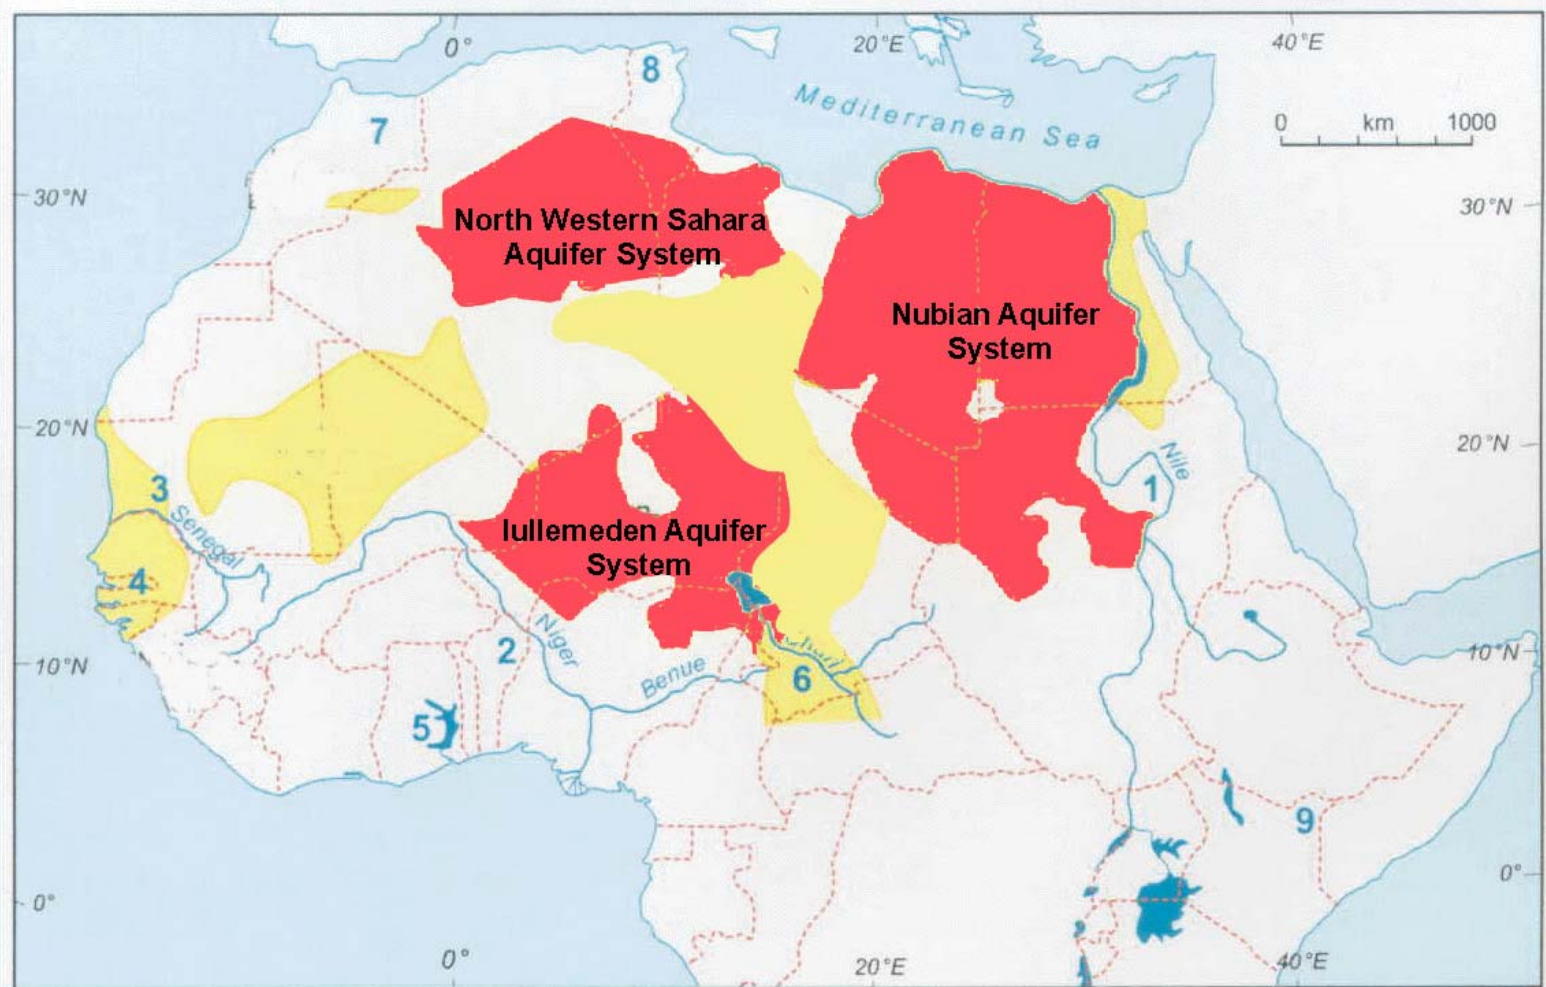 0°
20°E
40°E
8
Mediterranean Sea
0 km 1000
7
30°N
30°N
North Western Sahara
Aquifer System
Nubian Aquifer
System
20°N
20°N
Nile
3
1
Senegal
Iullemeden Aquifer
System
4
Niger
2
Chari
10°N
10°N
Benue
6
5
9
0°
0°
0°
20°E
40°E